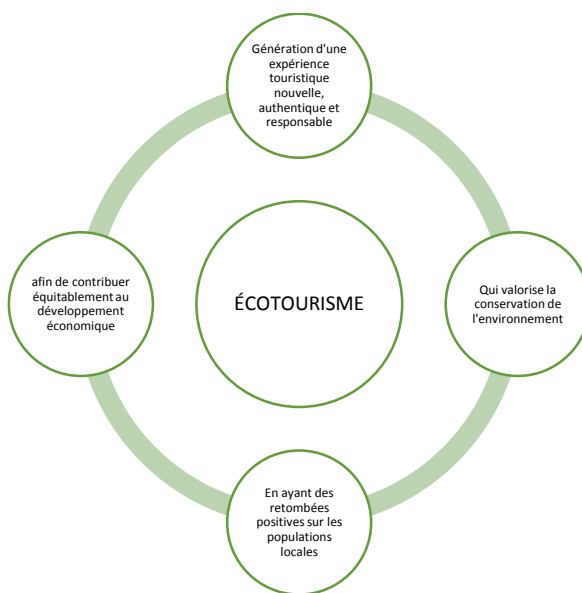 Génération d'une
expérience
touristique
nouvelle,
authentique et
responsable
ÉCOTOURISME
Qui valorise la
conservation de
l'environnement
En ayant des
retombées
positives sur les
populations
locales
afin de contribuer
équitablement au
développement
économique